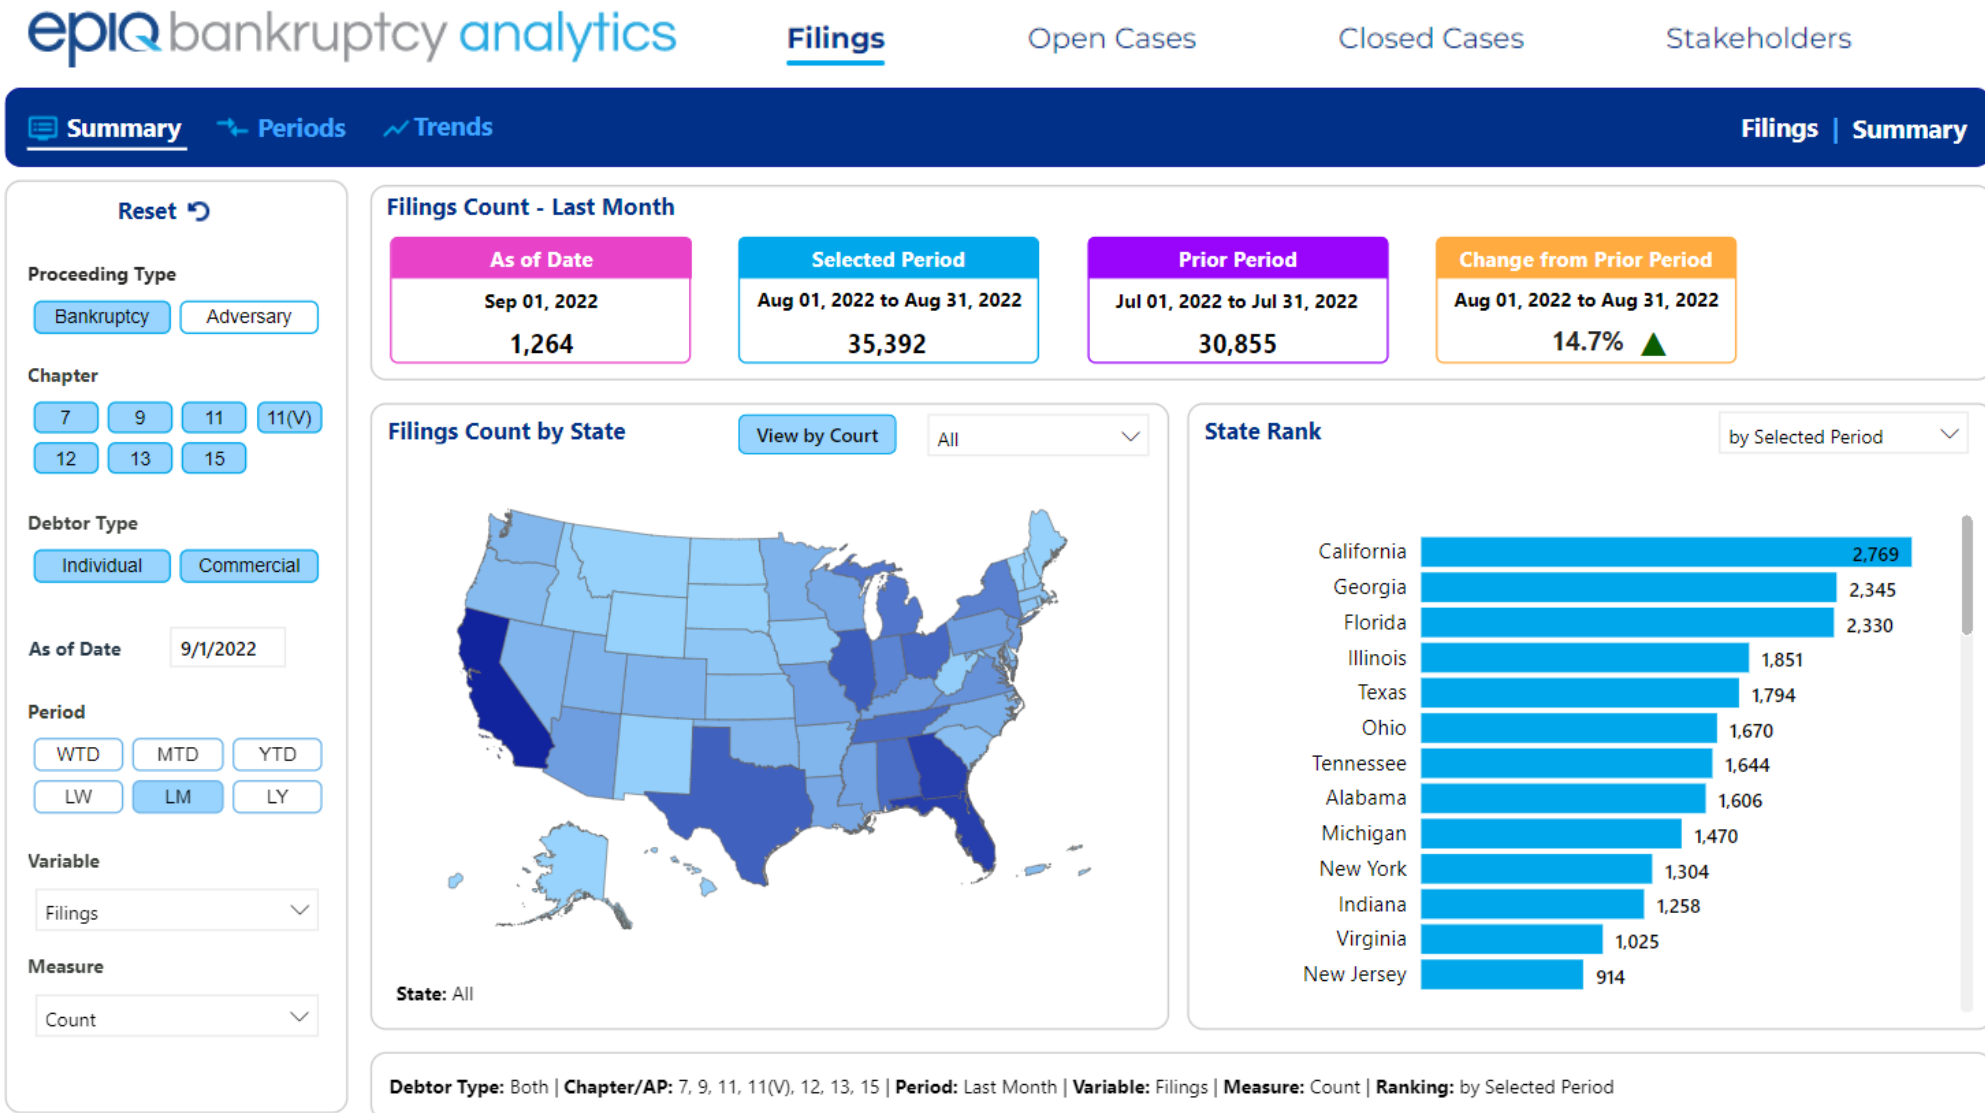 epiq bankruptcy analytics
Filings
Open Cases
Closed Cases
Stakeholders
Summary
Periods
Trends
Filings | Summary
Reset
Proceeding Type
Bankruptcy
Adversary
Chapter
7
9
11
11(V)
12
13
15
Debtor Type
Individual
Commercial
As of Date
9/1/2022
Period
WTD
MTD
YTD
LW
LM
LY
Variable
Filings
Measure
Count
Filings Count - Last Month
As of Date
Sep 01, 2022
1,264
Selected Period
Aug 01, 2022 to Aug 31, 2022
35,392
Prior Period
Jul 01, 2022 to Jul 31, 2022
30,855
Change from Prior Period
Aug 01, 2022 to Aug 31, 2022
14.7%
Filings Count by State
View by Court
All
State: All
State Rank
by Selected Period
California 2,769
Georgia 2,345
Florida 2,330
Illinois 1,851
Texas 1,794
Ohio 1,670
Tennessee 1,644
Alabama 1,606
Michigan 1,470
New York 1,304
Indiana 1,258
Virginia 1,025
New Jersey 914
Debtor Type: Both | Chapter/AP: 7, 9, 11, 11(V), 12, 13, 15 | Period: Last Month | Variable: Filings | Measure: Count | Ranking: by Selected Period